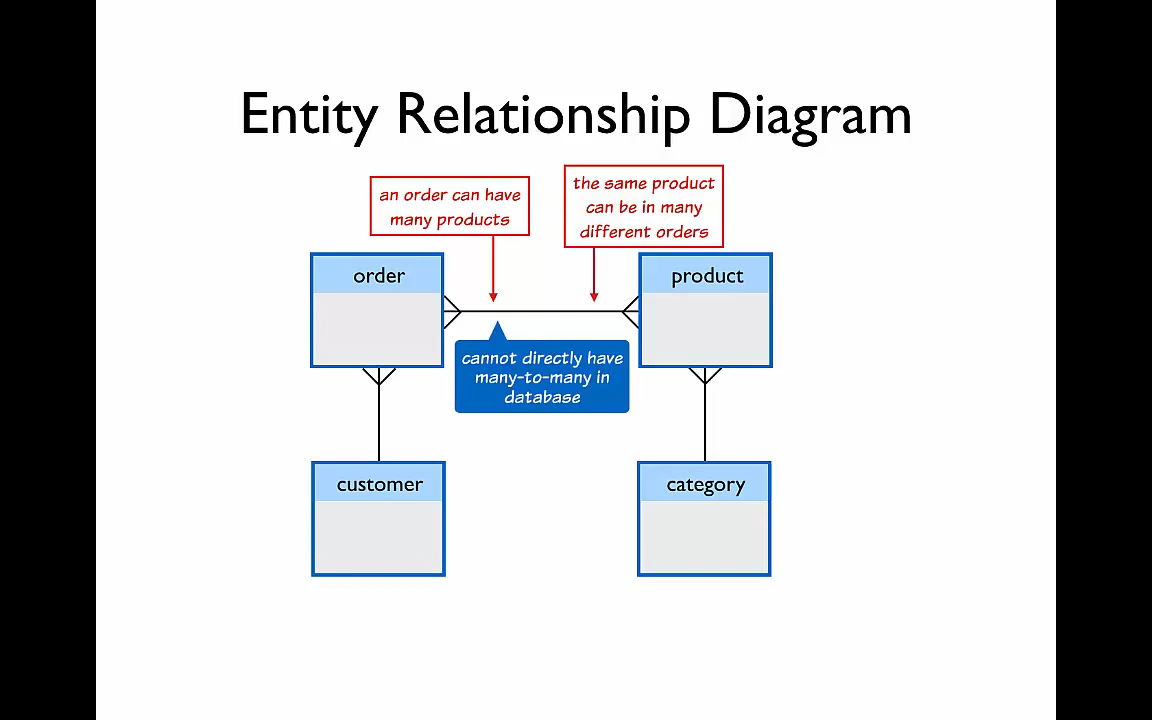 Entity Relationship Diagram
an order can have
many products
the same product
can be in many
different orders
order
product
cannot directly have
many-to-many in
database
customer
category